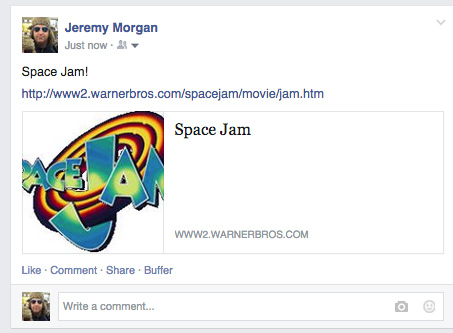 Jeremy Morgan
Just now ·
Space Jam!
http://www2.warnerbros.com/spacejam/movie/jam.htm
SPACE JAM
Space Jam
WWW2.WARNERBROS.COM
Like · Comment · Share · Buffer
Write a comment...